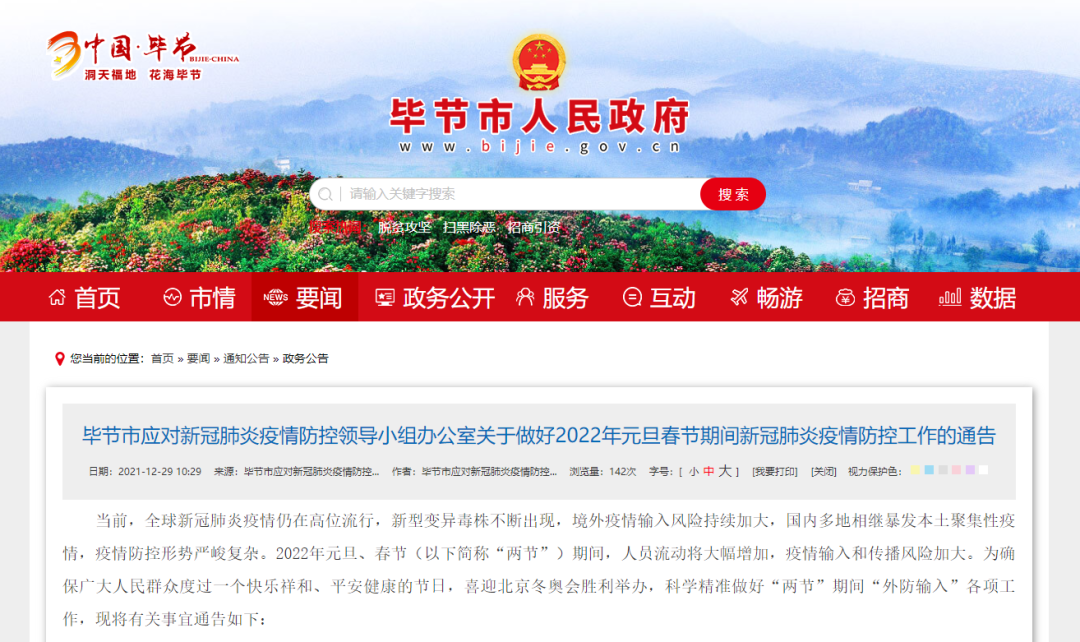 中国·毕节
BIJIE·CHINA
洞天福地 花海毕节
毕节市人民政府
www.bijie.gov.cn
请输入关键字搜索
搜索
脱贫攻坚 扫黑除恶 招商引资
首页 情 NEWS 要闻 政务公开 服务 互动 畅游 招商 数据
您当前的位置：首页 » 要闻 » 通知公告 » 政务公告
毕节市应对新冠肺炎疫情防控领导小组办公室关于做好2022年元旦春节期间新冠肺炎疫情防控工作的通告
日期：2021-12-29 10:29 来源：毕节市应对新冠肺炎疫情防控... 作者：毕节市应对新冠肺炎疫情防控... 浏览量：142次 字号：[ 小 中 大 ] [我要打印] [关闭] 视力保护色：
当前，全球新冠肺炎疫情仍在高位流行，新型变异毒株不断出现，境外疫情输入风险持续加大，国内多地相继暴发本土聚集性疫
情，疫情防控形势严峻复杂。2022年元旦、春节（以下简称“两节”）期间，人员流动将大幅增加，疫情输入和传播风险加大。为确
保广大人民群众度过一个快乐祥和、平安健康的节日，喜迎北京冬奥会胜利举办，科学精准做好“两节”期间“外防输入”各项工
作，现将有关事宜通告如下：